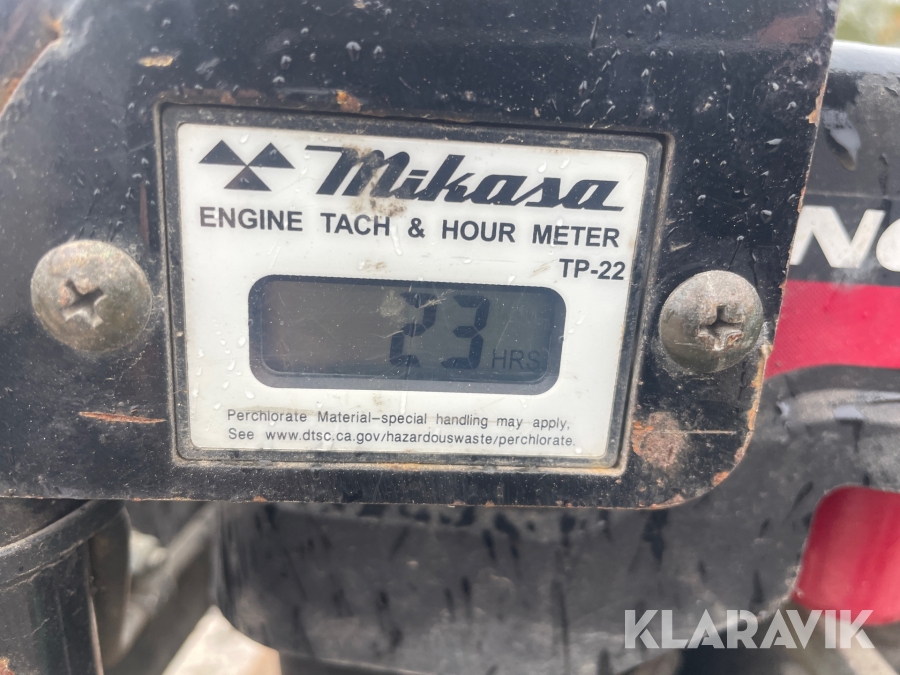 Mikasa
ENGINE TACH & HOUR METER
TP-22
23 HRS
Perchlorate Material-special handling may apply.
See www.dtsc.ca.gov/hazardouswaste/perchlorate.
KLARAVIK